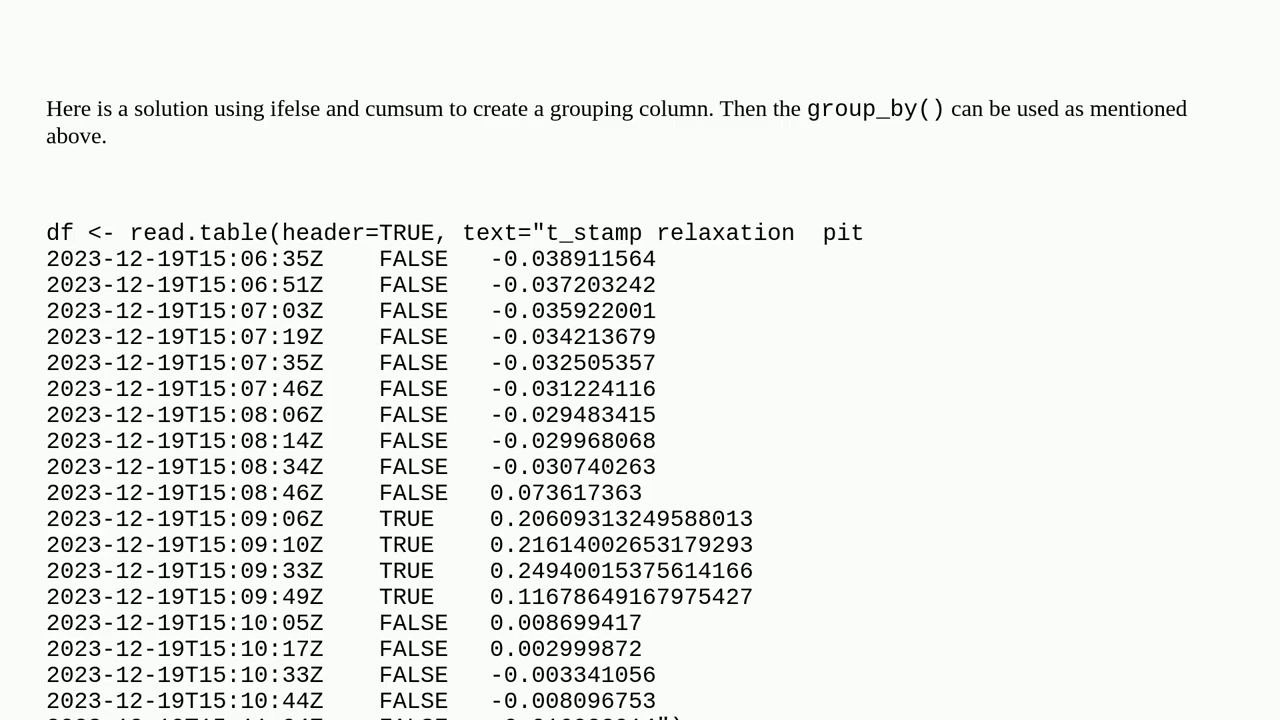 Here is a solution using ifelse and cumsum to create a grouping column. Then the group_by() can be used as mentioned
above.
df <- read.table(header=TRUE, text="t_stamp relaxation  pit
2023-12-19T15:06:35Z    FALSE   -0.038911564
2023-12-19T15:06:51Z    FALSE   -0.037203242
2023-12-19T15:07:03Z    FALSE   -0.035922001
2023-12-19T15:07:19Z    FALSE   -0.034213679
2023-12-19T15:07:35Z    FALSE   -0.032505357
2023-12-19T15:07:46Z    FALSE   -0.031224116
2023-12-19T15:08:06Z    FALSE   -0.029483415
2023-12-19T15:08:14Z    FALSE   -0.029968068
2023-12-19T15:08:34Z    FALSE   -0.030740263
2023-12-19T15:08:46Z    FALSE   0.073617363
2023-12-19T15:09:06Z    TRUE    0.20609313249588013
2023-12-19T15:09:10Z    TRUE    0.21614002653179293
2023-12-19T15:09:33Z    TRUE    0.24940015375614166
2023-12-19T15:09:49Z    TRUE    0.11678649167975427
2023-12-19T15:10:05Z    FALSE   0.008699417
2023-12-19T15:10:17Z    FALSE   0.002999872
2023-12-19T15:10:33Z    FALSE   -0.003341056
2023-12-19T15:10:44Z    FALSE   -0.008096753